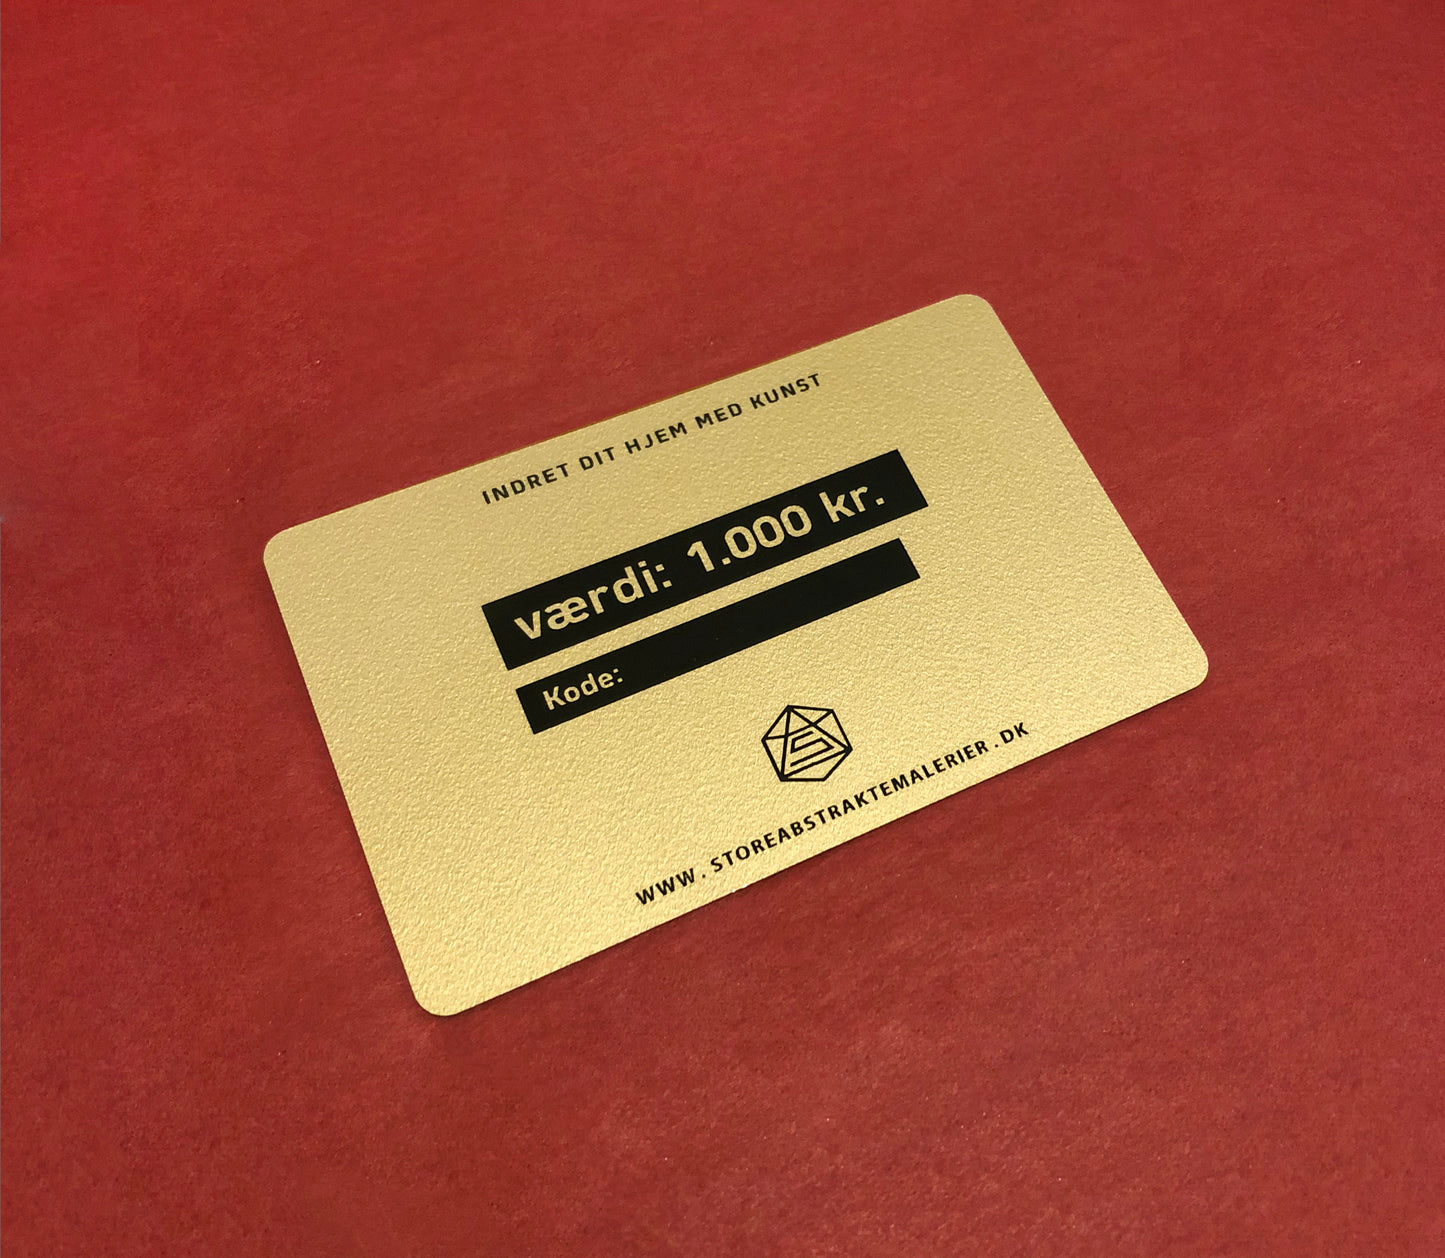 INDRET DIT HJEM MED KUNST
værdi: 1.000 kr.
Kode:
WWW.STOREABSTRAKTEMALERIER.DK